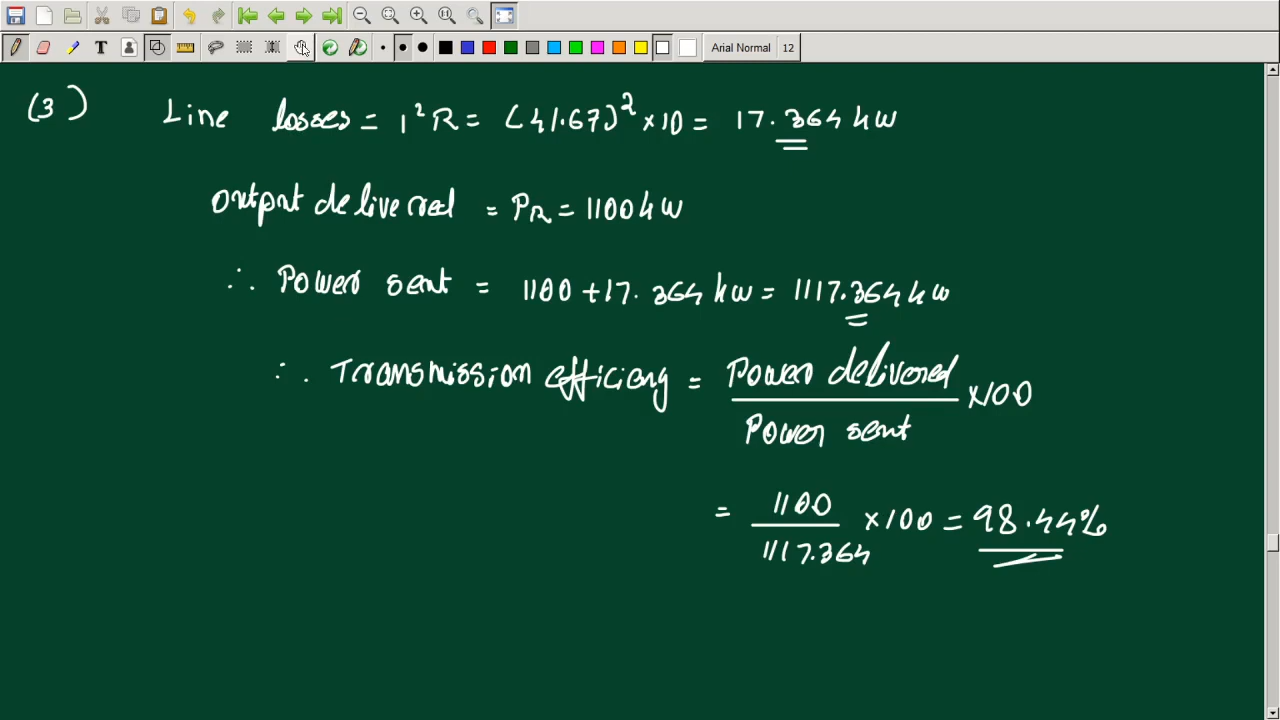 Arial Normal 12
(3) Line losses = I²R = (41.67)² × 10 = 17.364 kW
Output delivered = PR = 1100 kW
∴ Power sent = 1100 + 17.364 kW = 1117.364 kW
∴ Transmission efficiency = Power delivered / Power sent × 100
= 1100 / 1117.364 × 100 = 98.44%